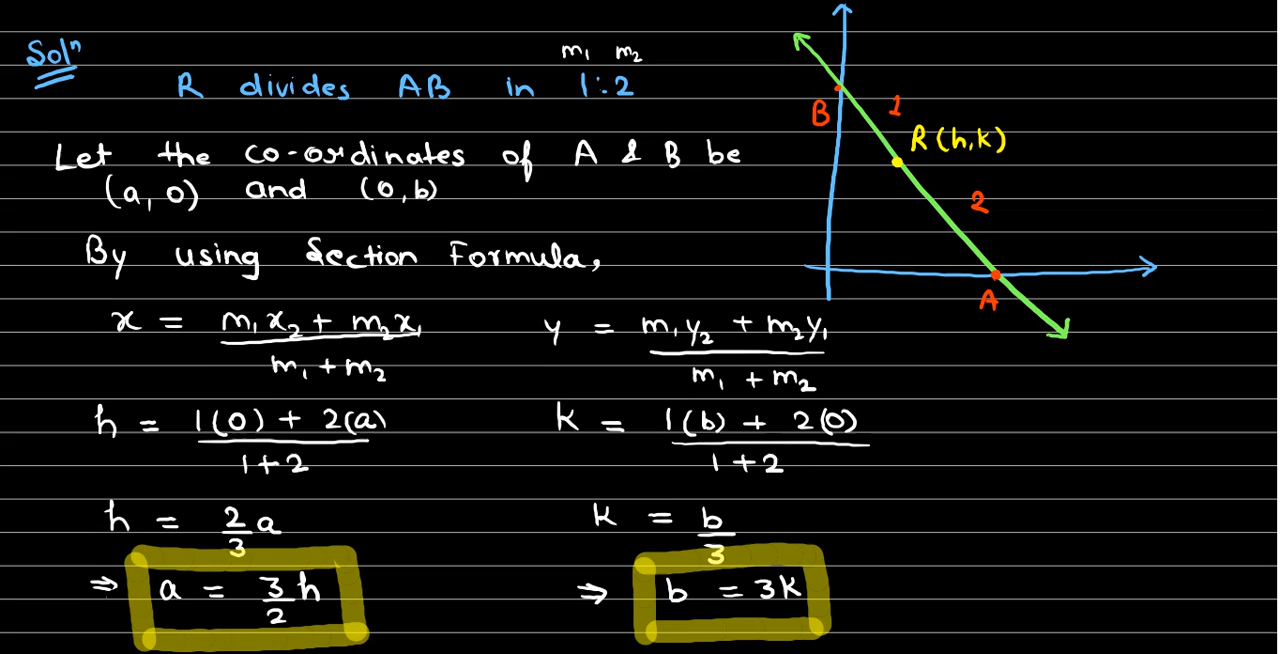 Solⁿ
m₁ m₂
R divides AB in 1:2
Let the co-ordinates of A & B be
(a, 0) and (0, b)
By using Section Formula,
x = (m₁x₂ + m₂x₁)/(m₁ + m₂)    y = (m₁y₂ + m₂y₁)/(m₁ + m₂)
h = (1(0) + 2(a))/(1+2)    k = (1(b) + 2(0))/(1+2)
h = 2/3 a    k = b/3
⇒ a = 3/2 h    ⇒ b = 3k
B
1
R(h,k)
2
A